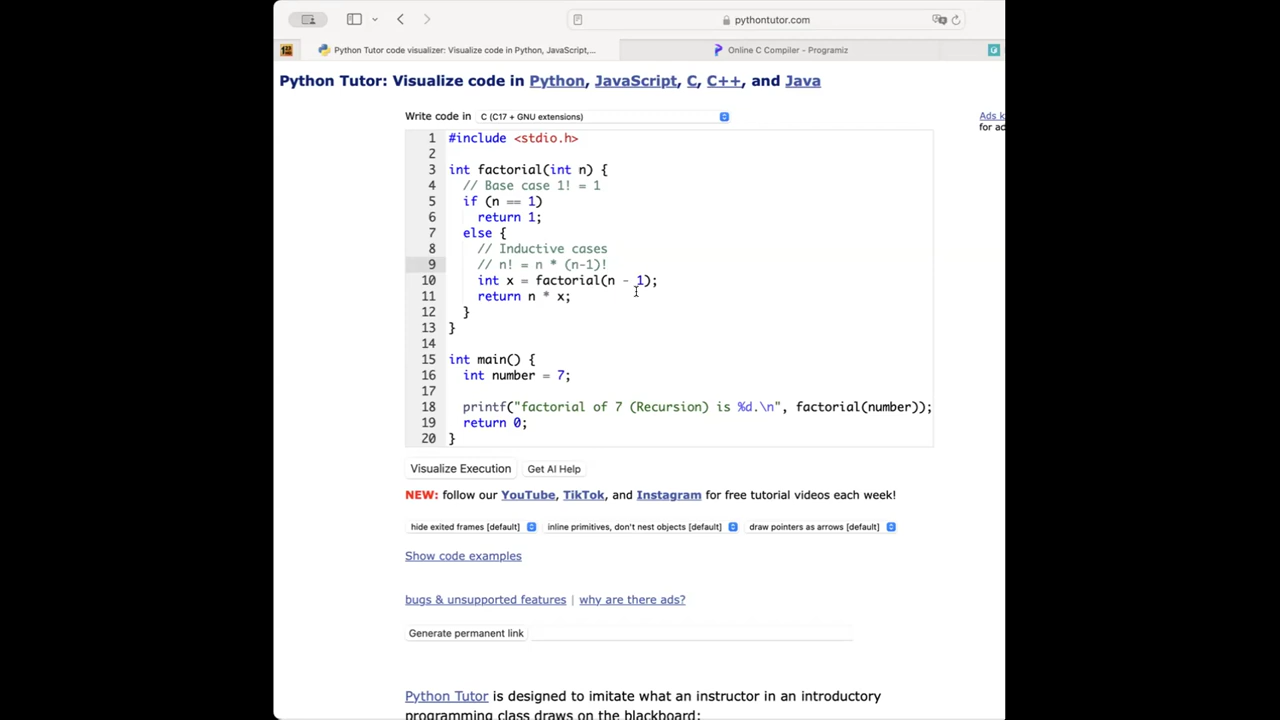 pythontutor.com
Python Tutor code visualizer: Visualize code in Python, JavaScript,...
Online C Compiler - Programiz
Python Tutor: Visualize code in Python, JavaScript, C, C++, and Java
Write code in C (C17 + GNU extensions)
Ads k
for ad
1 #include <stdio.h>
2
3 int factorial(int n) {
4 // Base case 1! = 1
5 if (n == 1)
6 return 1;
7 else {
8 // Inductive cases
9 // n! = n * (n-1)!
10 int x = factorial(n - 1);
11 return n * x;
12 }
13 }
14
15 int main() {
16 int number = 7;
17
18 printf("factorial of 7 (Recursion) is %d.\n", factorial(number));
19 return 0;
20 }
Visualize Execution Get AI Help
NEW: follow our YouTube, TikTok, and Instagram for free tutorial videos each week!
hide exited frames [default] inline primitives, don't nest objects [default] draw pointers as arrows [default]
Show code examples
bugs & unsupported features | why are there ads?
Generate permanent link
Python Tutor is designed to imitate what an instructor in an introductory
programming class draws on the blackboard: